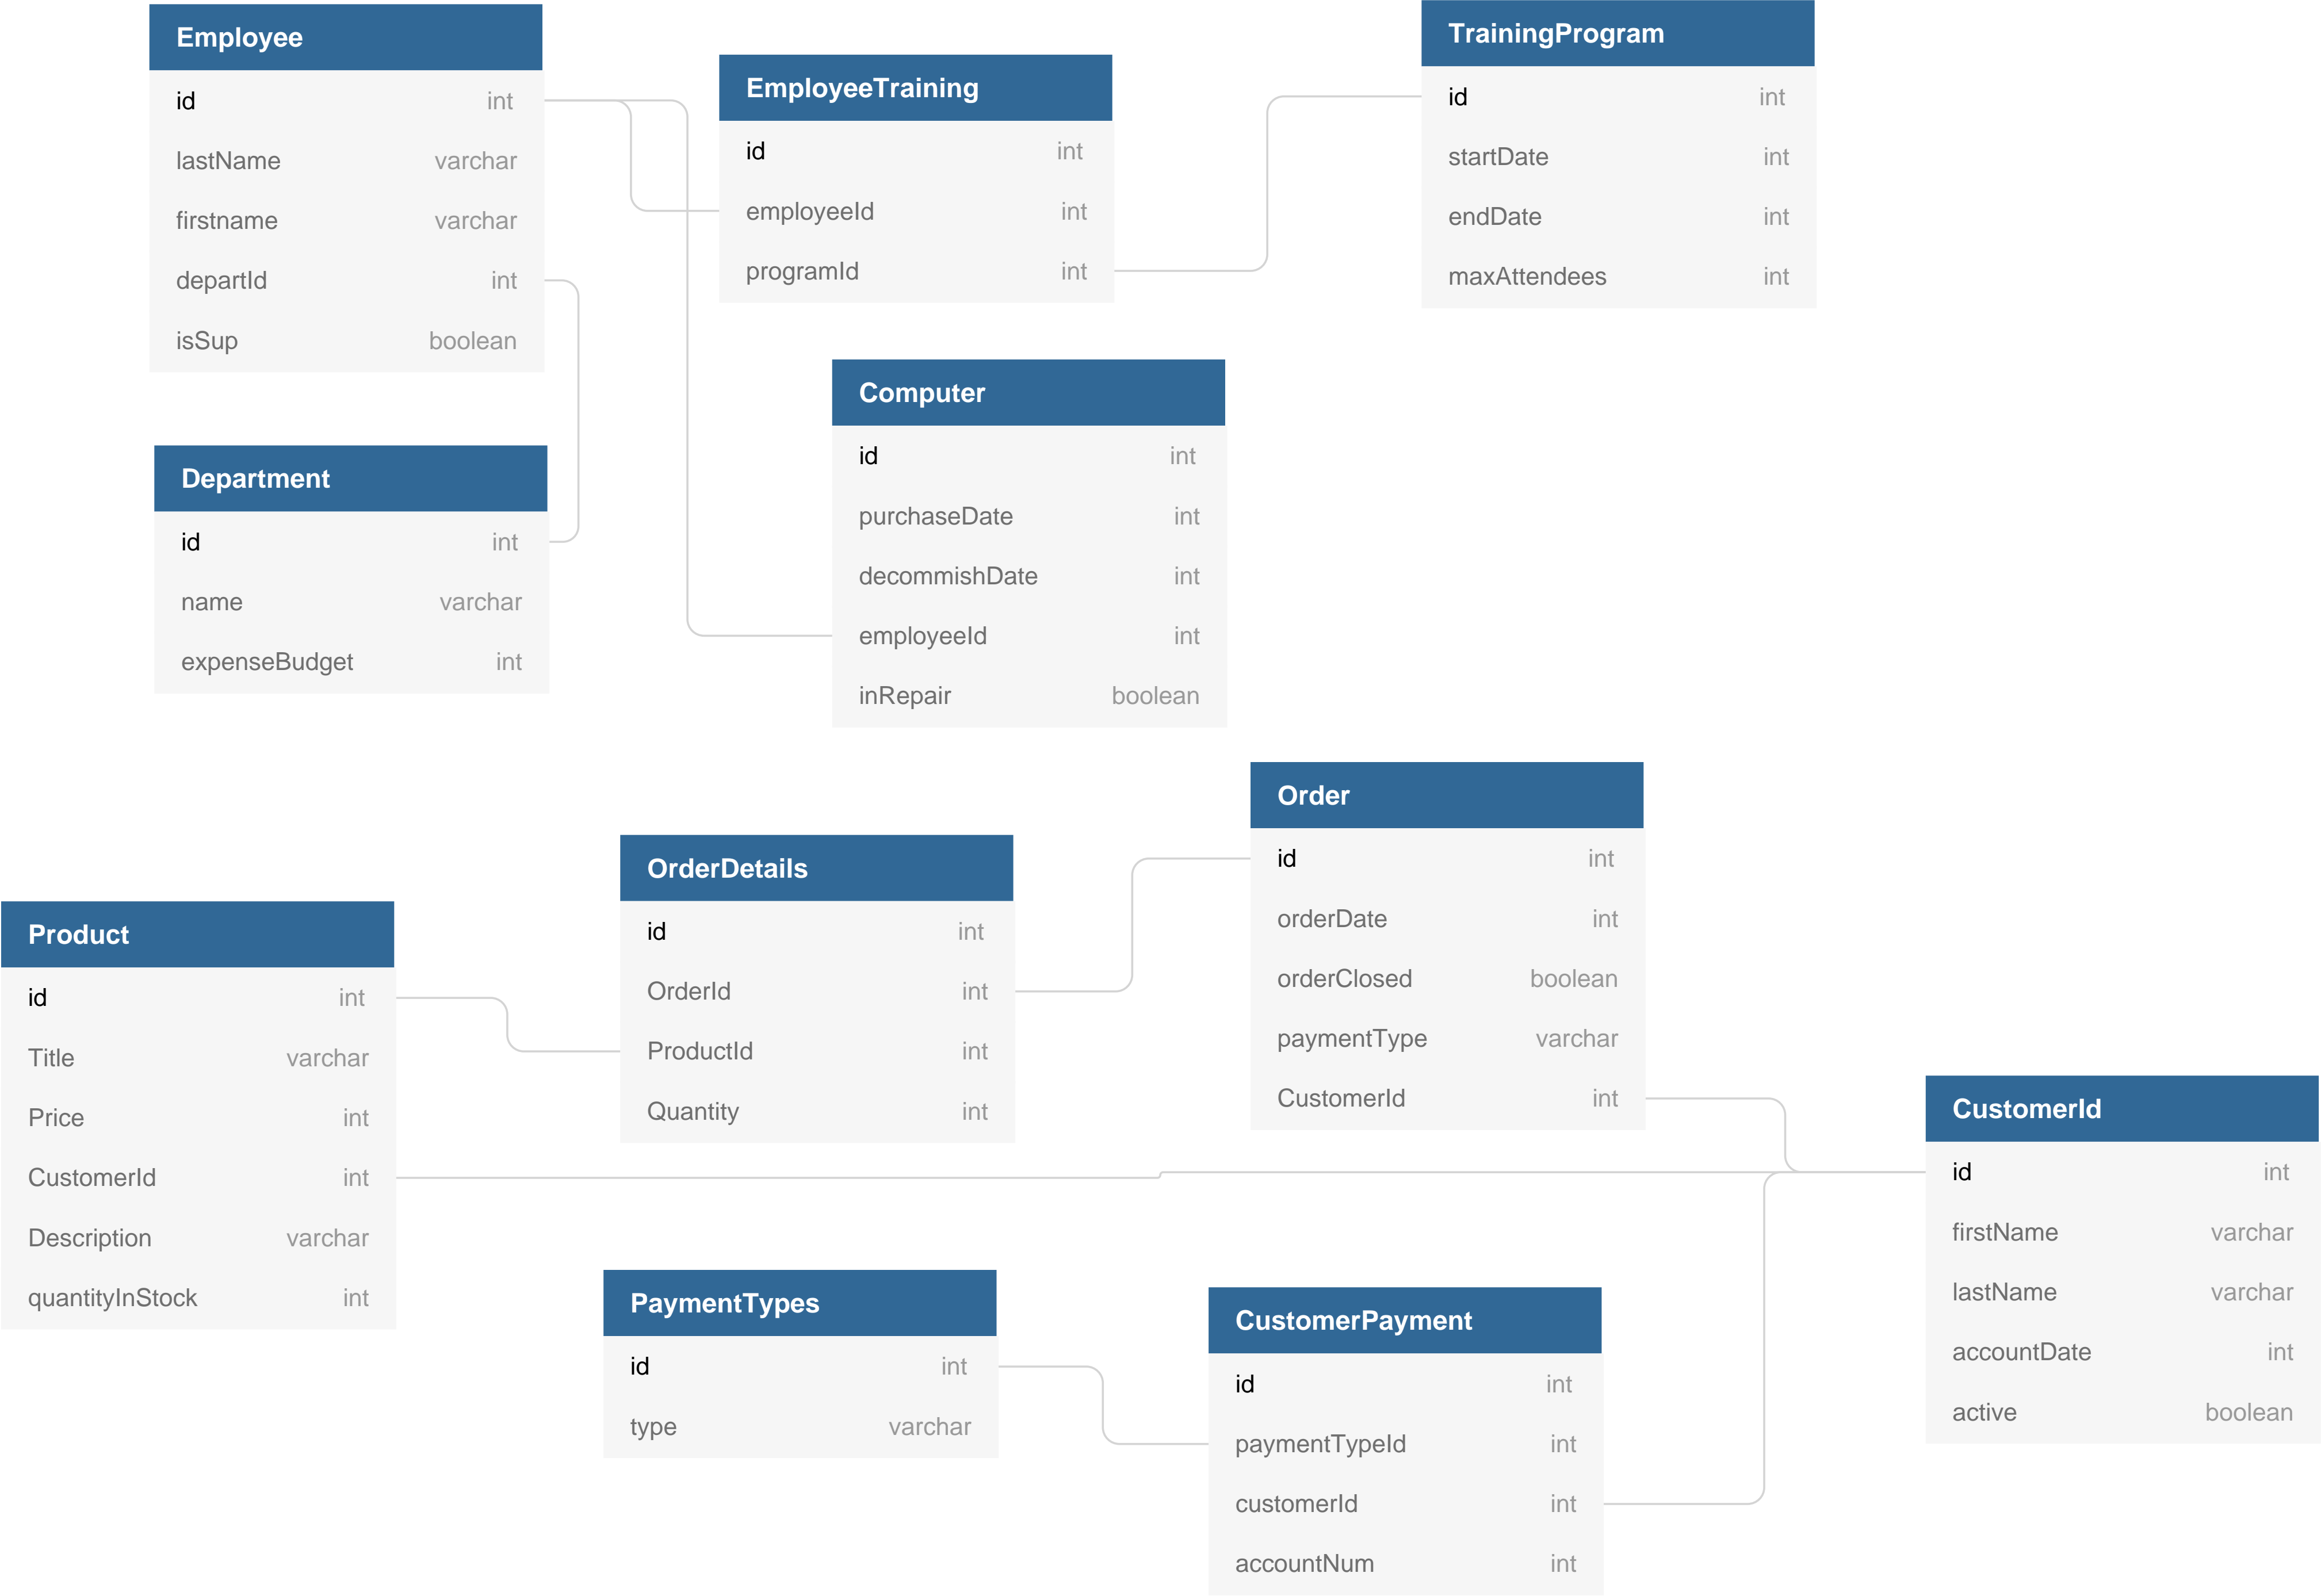 Employee
id int
lastName varchar
firstname varchar
departId int
isSup boolean
EmployeeTraining
id int
employeeId int
programId int
TrainingProgram
id int
startDate int
endDate int
maxAttendees int
Department
id int
name varchar
expenseBudget int
Computer
id int
purchaseDate int
decommishDate int
employeeId int
inRepair boolean
Product
id int
Title varchar
Price int
CustomerId int
Description varchar
quantityInStock int
OrderDetails
id int
OrderId int
ProductId int
Quantity int
Order
id int
orderDate int
orderClosed boolean
paymentType varchar
CustomerId int
PaymentTypes
id int
type varchar
CustomerPayment
id int
paymentTypeId int
customerId int
accountNum int
CustomerId
id int
firstName varchar
lastName varchar
accountDate int
active boolean